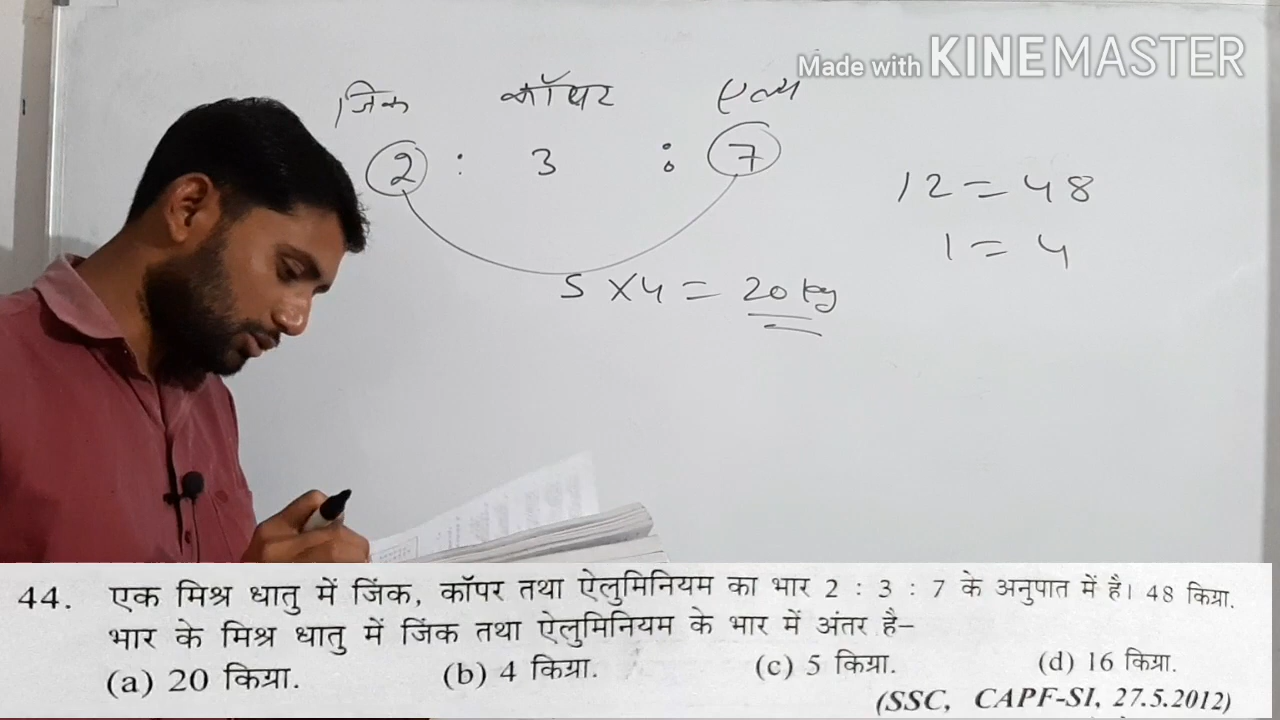 Made with KINEMASTER
जिंक कॉपर एल्यु
2 : 3 : 7
12 = 48
1 = 4
5 x 4 = 20 kg
44. एक मिश्र धातु में जिंक, कॉपर तथा ऐलुमिनियम का भार 2 : 3 : 7 के अनुपात में है। 48 किग्रा.
भार के मिश्र धातु में जिंक तथा ऐलुमिनियम के भार में अंतर है–
(a) 20 किग्रा. (b) 4 किग्रा. (c) 5 किग्रा. (d) 16 किग्रा.
(SSC, CAPF-SI, 27.5.2012)